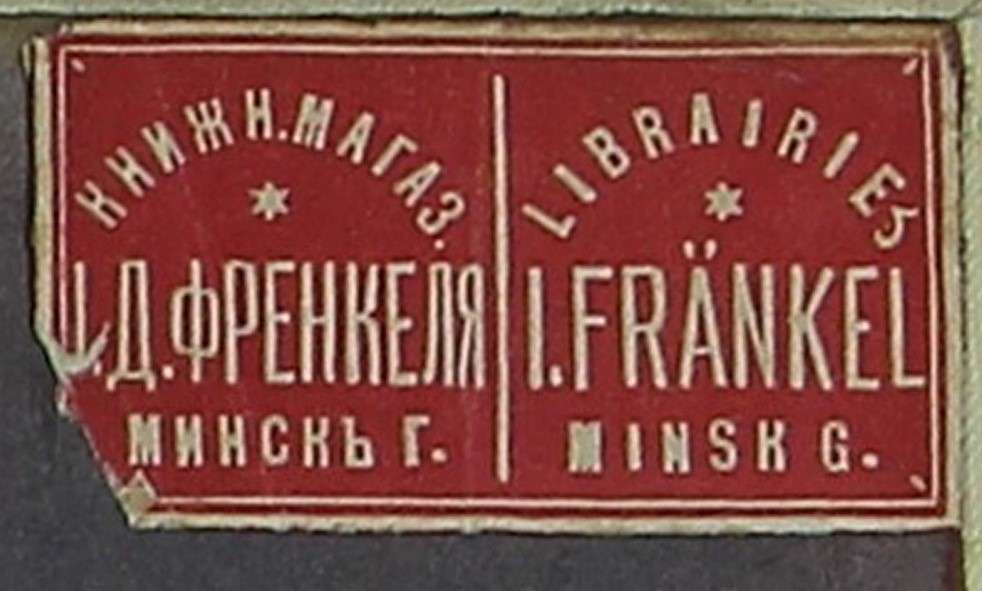 КНИЖН. МАГАЗ.
І.Д. ФРЕНКЕЛЯ
МИНСКЪ Г.
LIBRAIRIES
I. FRÄNKEL
MINSK G.